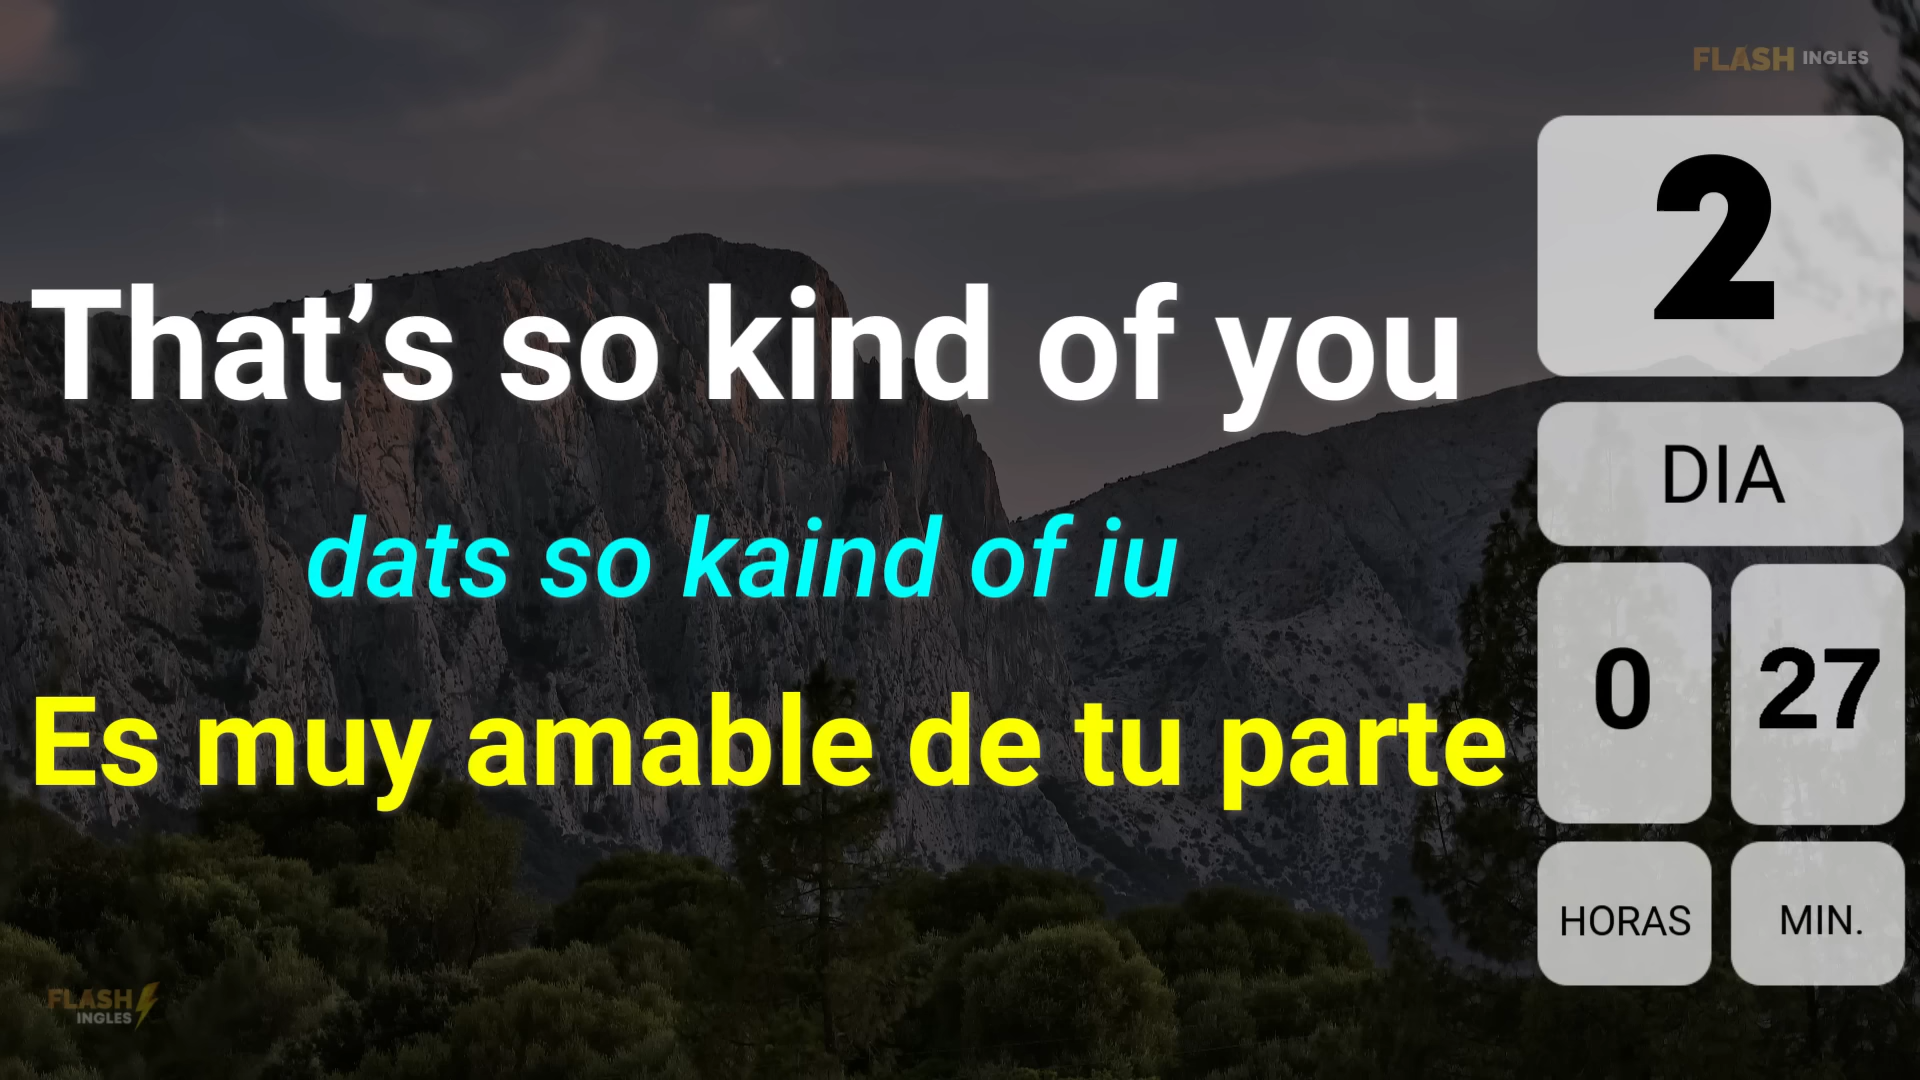 FLASH INGLES
That’s so kind of you
dats so kaind of iu
Es muy amable de tu parte
2
DIA
0 27
HORAS MIN.
FLASH
INGLES